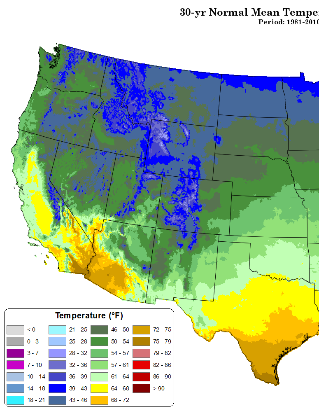 30-yr Normal Mean Temper
Period: 1981-2010
Temperature (°F)
< 0 21 - 25 46 - 50 72 - 75
0 - 3 25 - 28 50 - 54 75 - 79
3 - 7 28 - 32 54 - 57 79 - 82
7 - 10 32 - 36 57 - 61 82 - 86
10 - 14 36 - 39 61 - 64 86 - 90
14 - 18 39 - 43 64 - 68 > 90
18 - 21 43 - 46 68 - 72